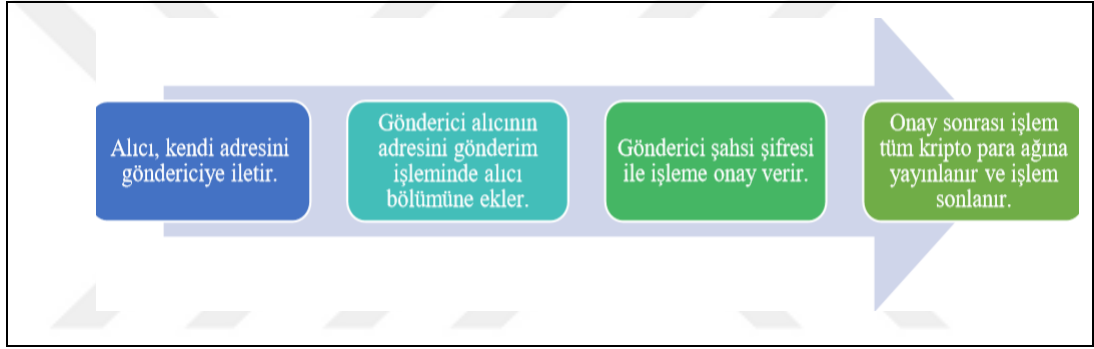 Alıcı, kendi adresini
göndericiye iletir.
Gönderici alıcının
adresini gönderim
işleminde alıcı
bölümüne ekler.
Gönderici şahsi şifresi
ile işleme onay verir.
Onay sonrası işlem
tüm kripto para ağına
yayınlanır ve işlem
sonlanır.